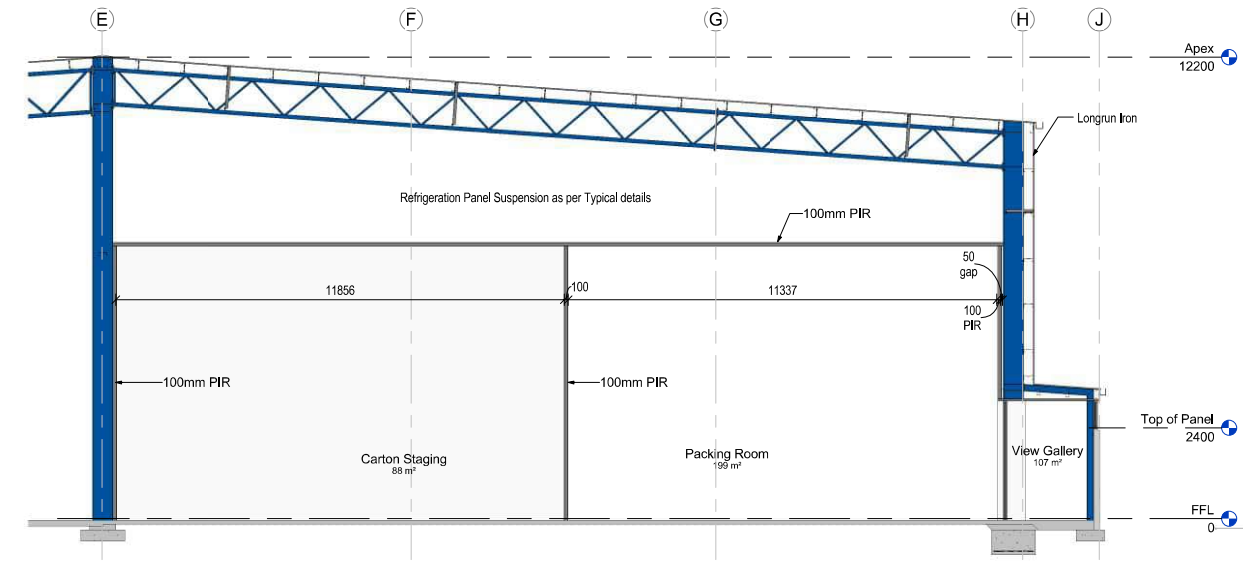 E
F
G
H
J
Apex
12200
Longrun Iron
Refrigeration Panel Suspension as per Typical details
100mm PIR
50
gap
11856
100
11337
100
PIR
100mm PIR
100mm PIR
Top of Panel
2400
Carton Staging
88 m²
Packing Room
199 m²
View Gallery
107 m²
FFL
0